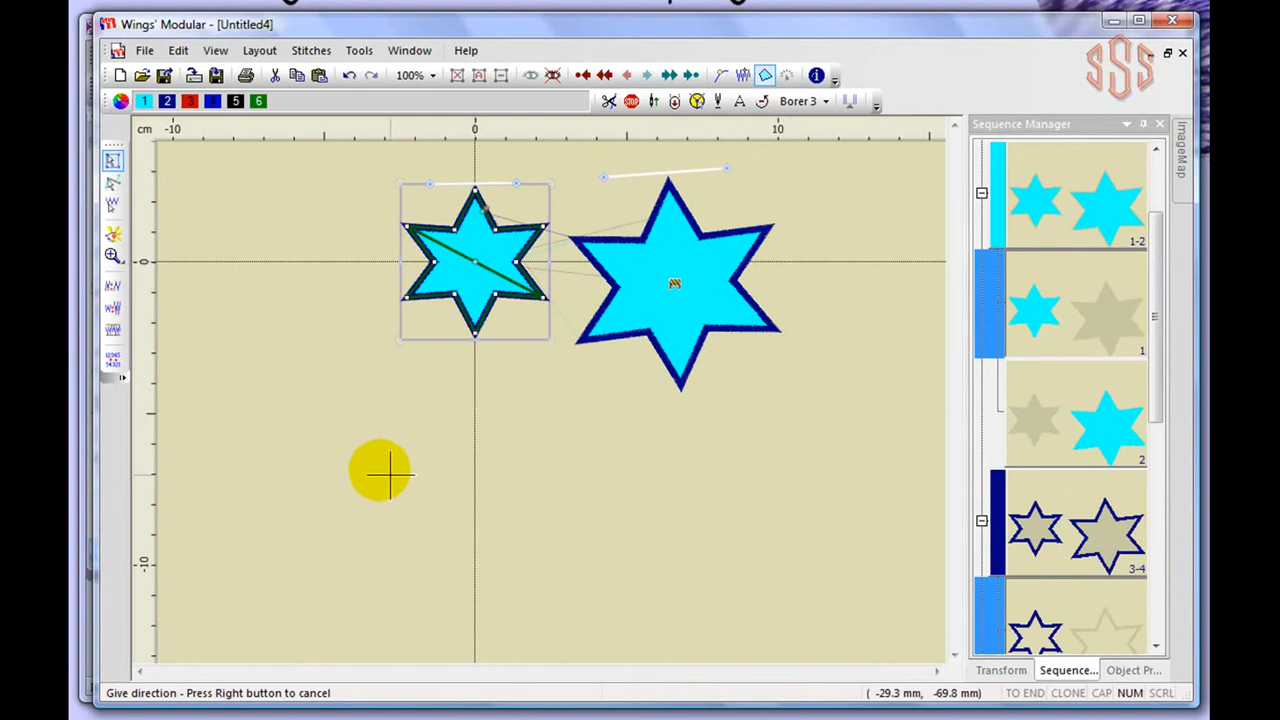 Wings' Modular - [Untitled4]
File Edit View Layout Stitches Tools Window Help
100%
1 2 3 4 5 6 Borer 3
cm -10 0 10
0
-10
Sequence Manager
1-2
1
2
3-4
ImageMap
Transform Sequence... Object Pr...
Give direction - Press Right button to cancel
( -29.3 mm, -69.8 mm) TO END CLONE CAP NUM SCRL
SSS